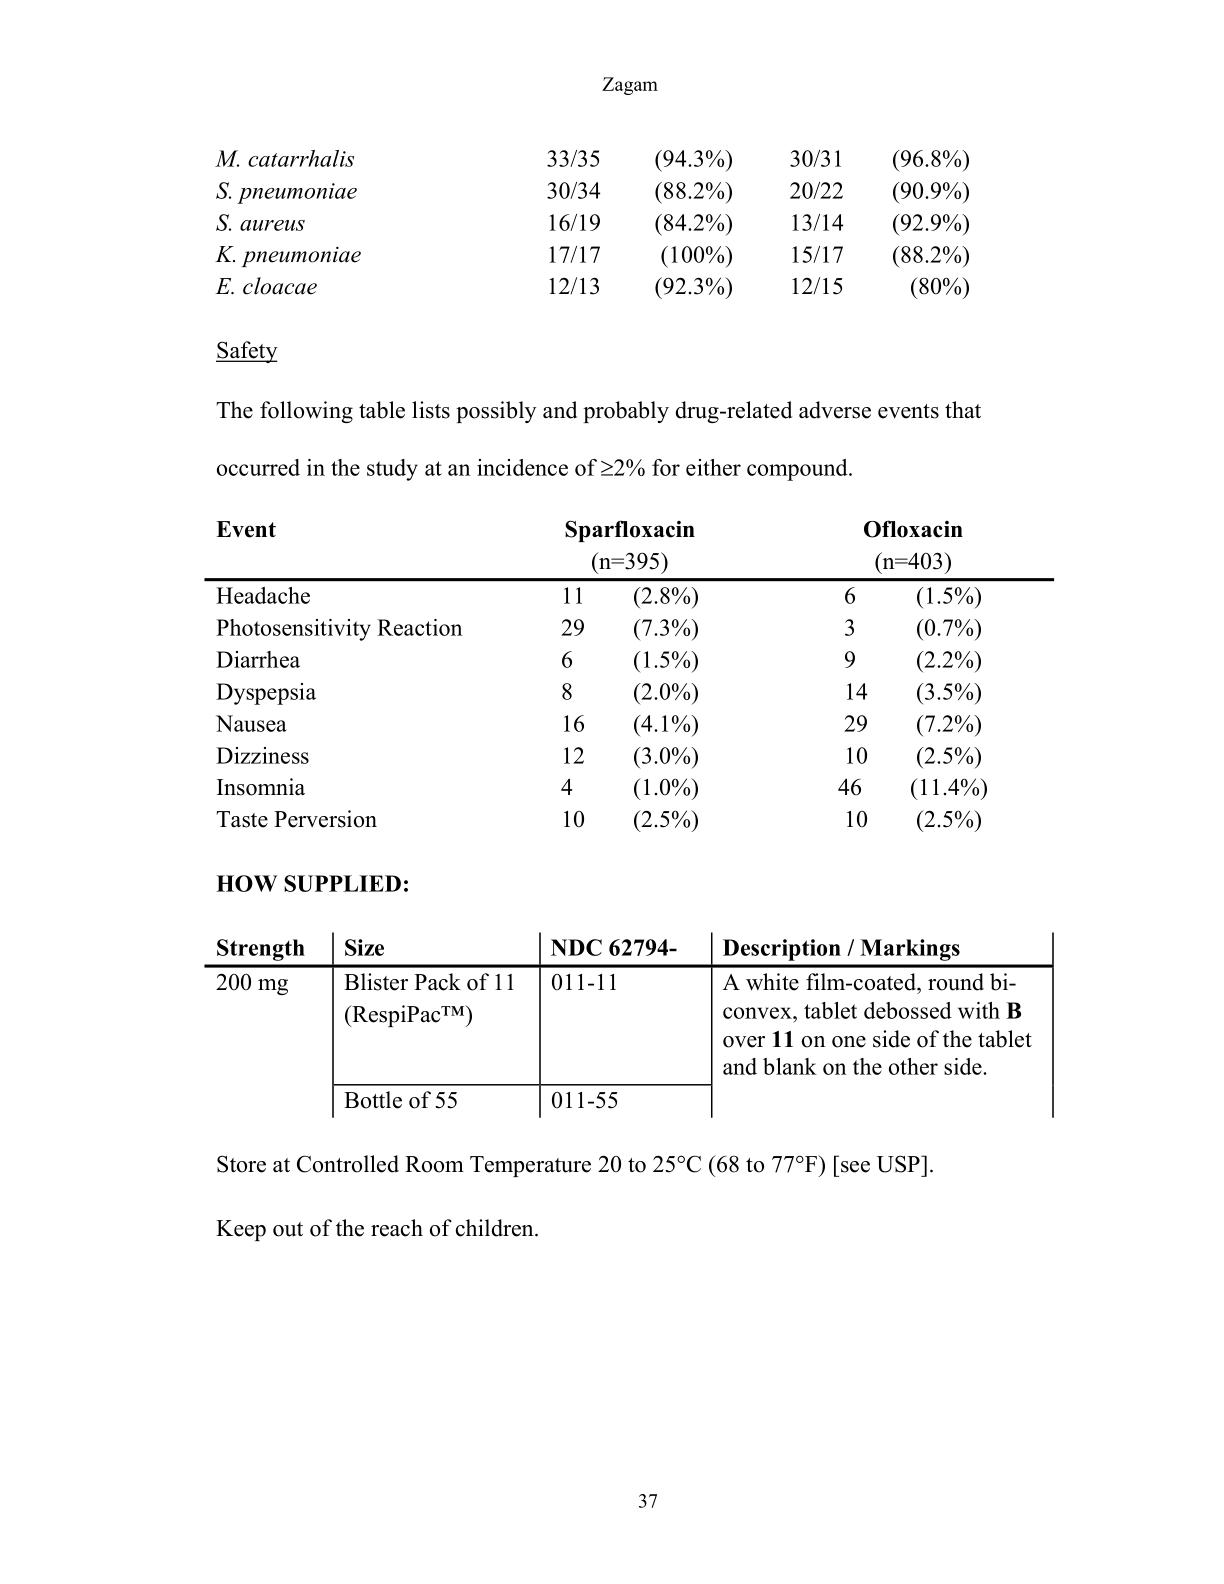 Zagam
M. catarrhalis 33/35 (94.3%) 30/31 (96.8%)
S. pneumoniae 30/34 (88.2%) 20/22 (90.9%)
S. aureus 16/19 (84.2%) 13/14 (92.9%)
K. pneumoniae 17/17 (100%) 15/17 (88.2%)
E. cloacae 12/13 (92.3%) 12/15 (80%)
Safety
The following table lists possibly and probably drug-related adverse events that
occurred in the study at an incidence of ≥2% for either compound.
Event Sparfloxacin Ofloxacin
(n=395) (n=403)
Headache 11 (2.8%) 6 (1.5%)
Photosensitivity Reaction 29 (7.3%) 3 (0.7%)
Diarrhea 6 (1.5%) 9 (2.2%)
Dyspepsia 8 (2.0%) 14 (3.5%)
Nausea 16 (4.1%) 29 (7.2%)
Dizziness 12 (3.0%) 10 (2.5%)
Insomnia 4 (1.0%) 46 (11.4%)
Taste Perversion 10 (2.5%) 10 (2.5%)
HOW SUPPLIED:
Strength Size NDC 62794- Description / Markings
200 mg Blister Pack of 11 011-11 A white film-coated, round bi-
(RespiPac™) convex, tablet debossed with B
over 11 on one side of the tablet
and blank on the other side.
Bottle of 55 011-55
Store at Controlled Room Temperature 20 to 25°C (68 to 77°F) [see USP].
Keep out of the reach of children.
37